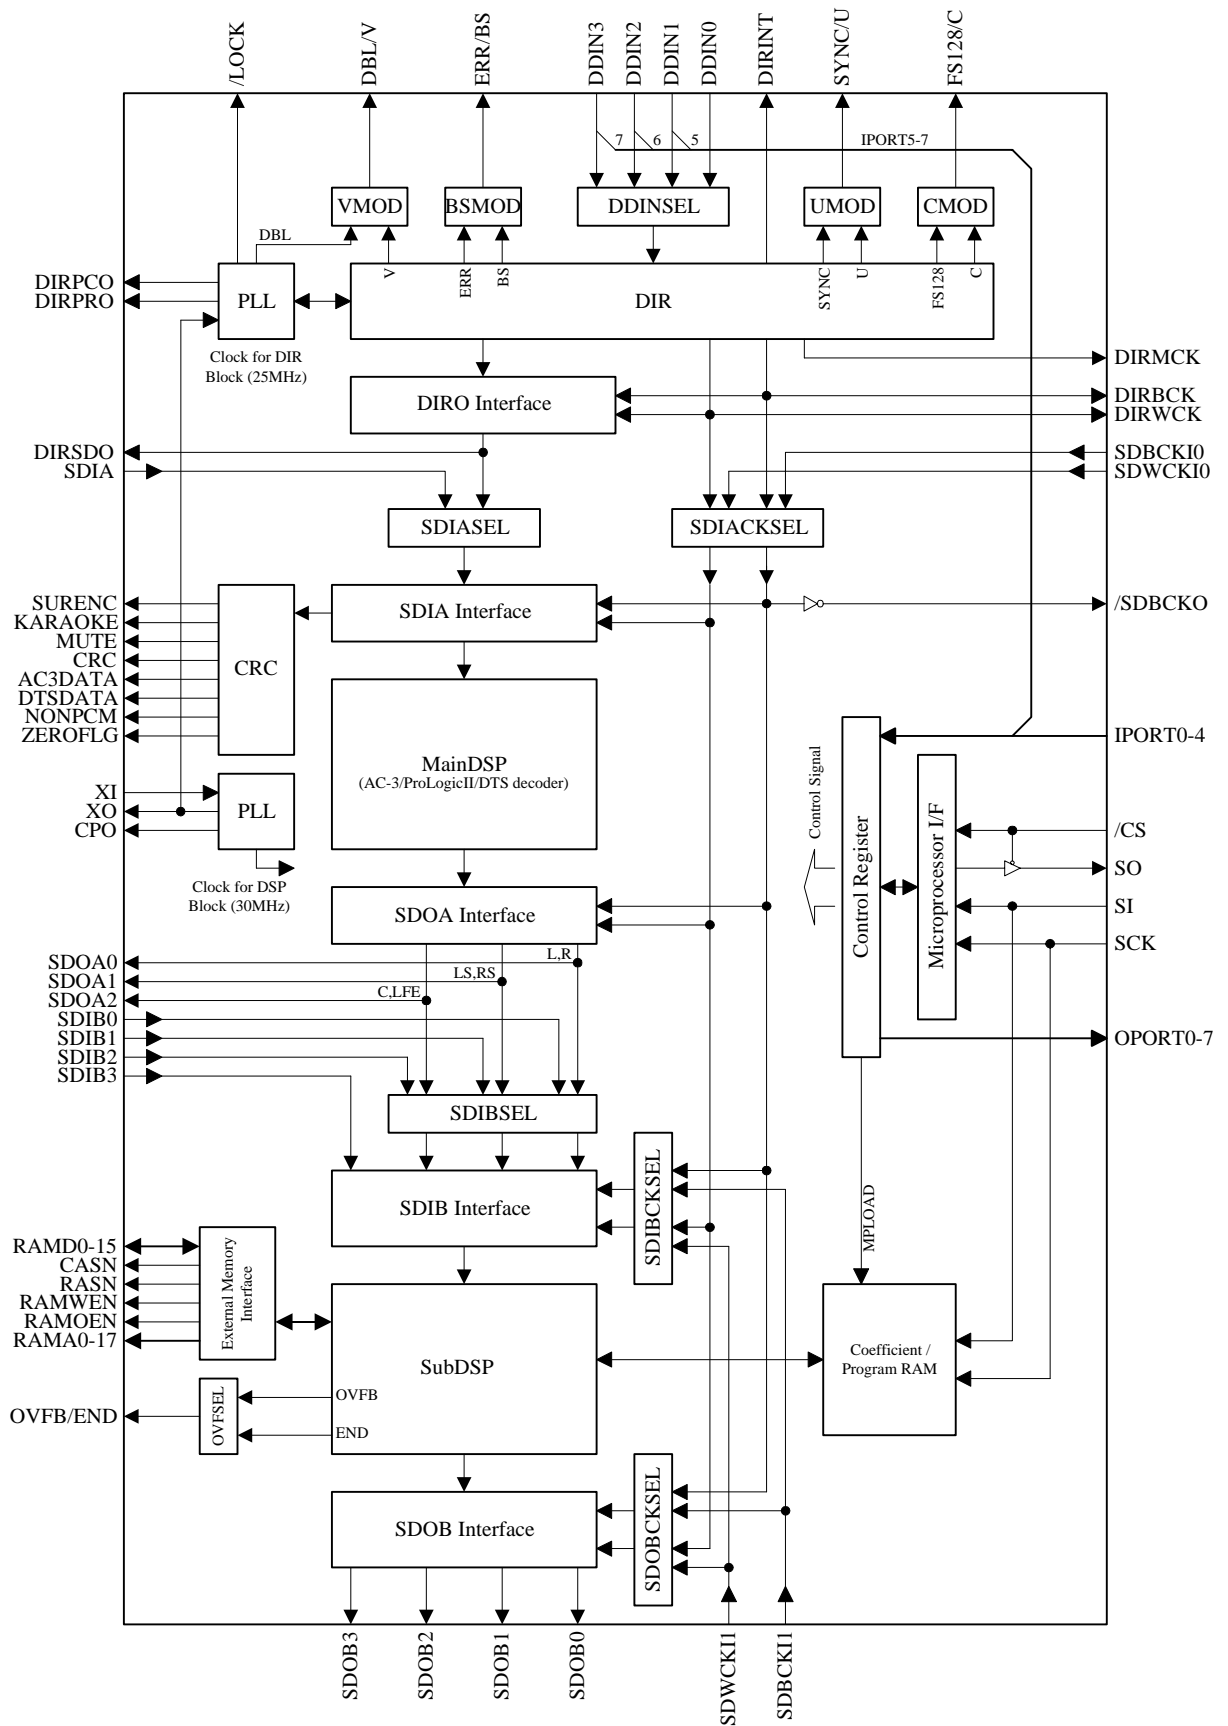 /LOCK
DBL/V
ERR/BS
DDIN3
DDIN2
DDIN1
DDIN0
DIRINT
SYNC/U
FS128/C
7
6
5
IPORT5-7
VMOD
BSMOD
DDINSEL
UMOD
CMOD
DBL
V
ERR
BS
SYNC
U
FS128
C
DIRPCO
DIRPRO
PLL
DIR
Clock for DIR
Block (25MHz)
DIRMCK
DIRO Interface
DIRBCK
DIRWCK
DIRSDO
SDIA
SDBCKI0
SDWCKI0
SDIASEL
SDIACKSEL
SURENC
KARAOKE
MUTE
CRC
AC3DATA
DTSDATA
NONPCM
ZEROFLG
CRC
SDIA Interface
/SDBCKO
MainDSP
(AC-3/ProLogicII/DTS decoder)
IPORT0-4
XI
XO
CPO
PLL
Clock for DSP
Block (30MHz)
Control Signal
Control Register
Microprocessor I/F
/CS
SO
SI
SCK
SDOA Interface
L,R
LS,RS
C,LFE
SDOA0
SDOA1
SDOA2
SDIB0
SDIB1
SDIB2
SDIB3
OPORT0-7
SDIBSEL
SDIB Interface
SDIBCKSEL
MPLOAD
RAMD0-15
CASN
RASN
RAMWEN
RAMOEN
RAMA0-17
External Memory
Interface
SubDSP
Coefficient /
Program RAM
OVFB/END
OVFSEL
OVFB
END
SDOB Interface
SDOBCKSEL
SDOB3
SDOB2
SDOB1
SDOB0
SDWCKI1
SDBCKI1